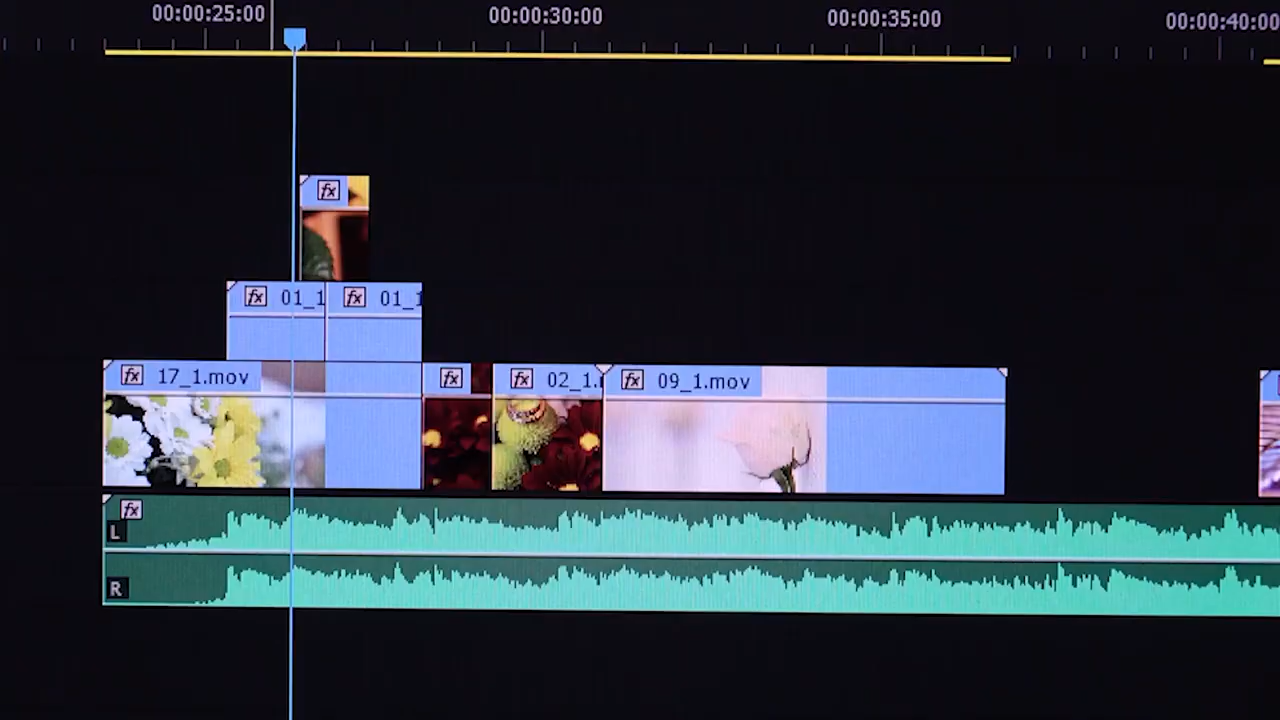 00:00:25:00 00:00:30:00 00:00:35:00 00:00:40:00
fx
fx 01_1 fx 01_1
fx 17_1.mov fx fx 02_1.m fx 09_1.mov
fx
L
R